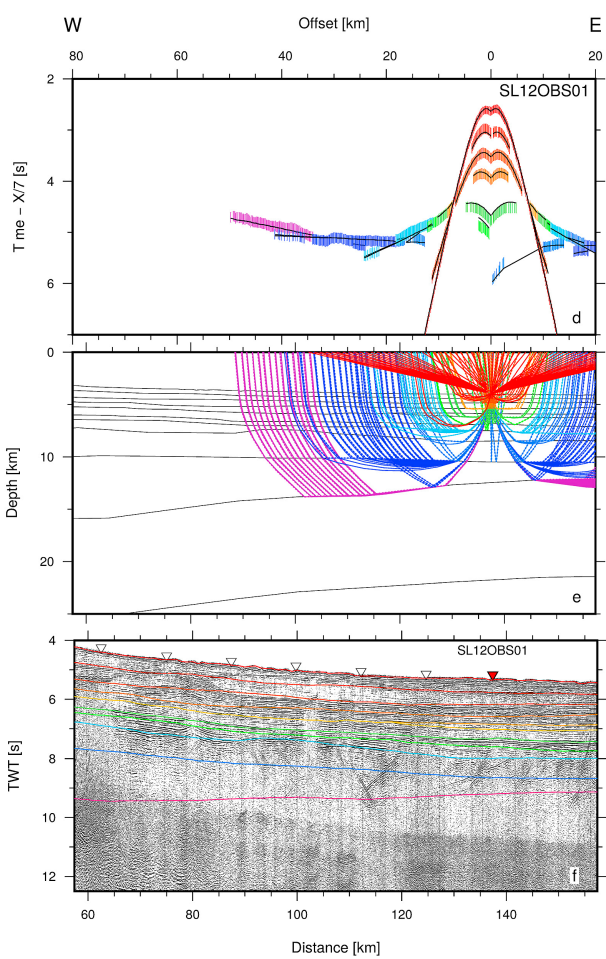 W Offset [km] E
80 60 40 20 0 20
SL12OBS01
2
4
6
T me − X/7 [s]
d
0
10
20
Depth [km]
e
SL12OBS01
4
6
8
10
12
TWT [s]
f
60 80 100 120 140
Distance [km]